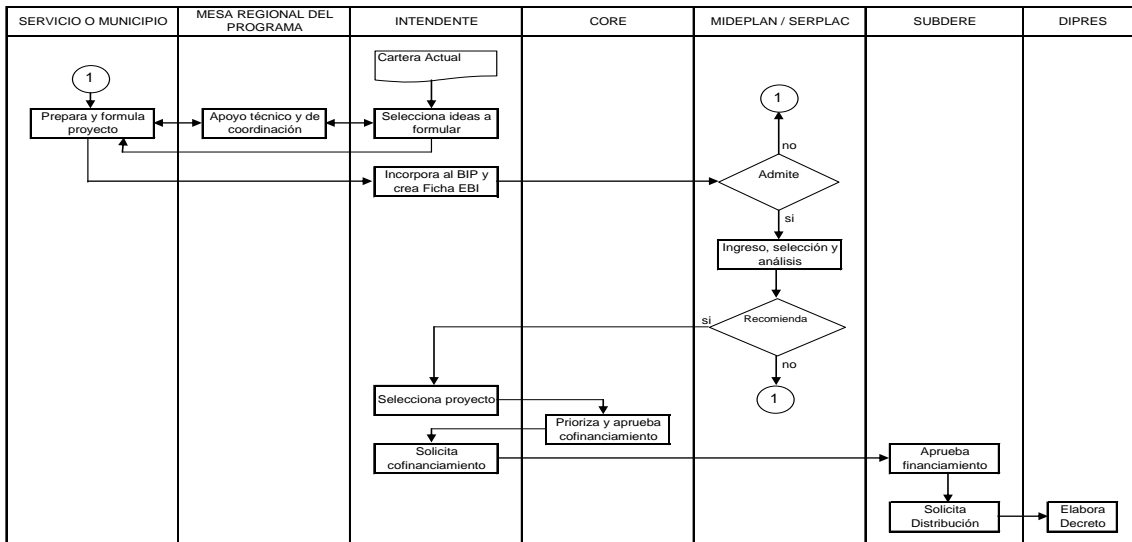 SERVICIO O MUNICIPIO
MESA REGIONAL DEL
PROGRAMA
INTENDENTE
CORE
MIDEPLAN / SERPLAC
SUBDERE
DIPRES
Cartera Actual
1
1
Prepara y formula
proyecto
Apoyo técnico y de
coordinación
Selecciona ideas a
formular
no
Incorpora al BIP y
crea Ficha EBI
Admite
si
Ingreso, selección y
análisis
si
Recomienda
no
Selecciona proyecto
1
Prioriza y aprueba
cofinanciamiento
Solicita
cofinanciamiento
Aprueba
financiamiento
Solicita
Distribución
Elabora
Decreto